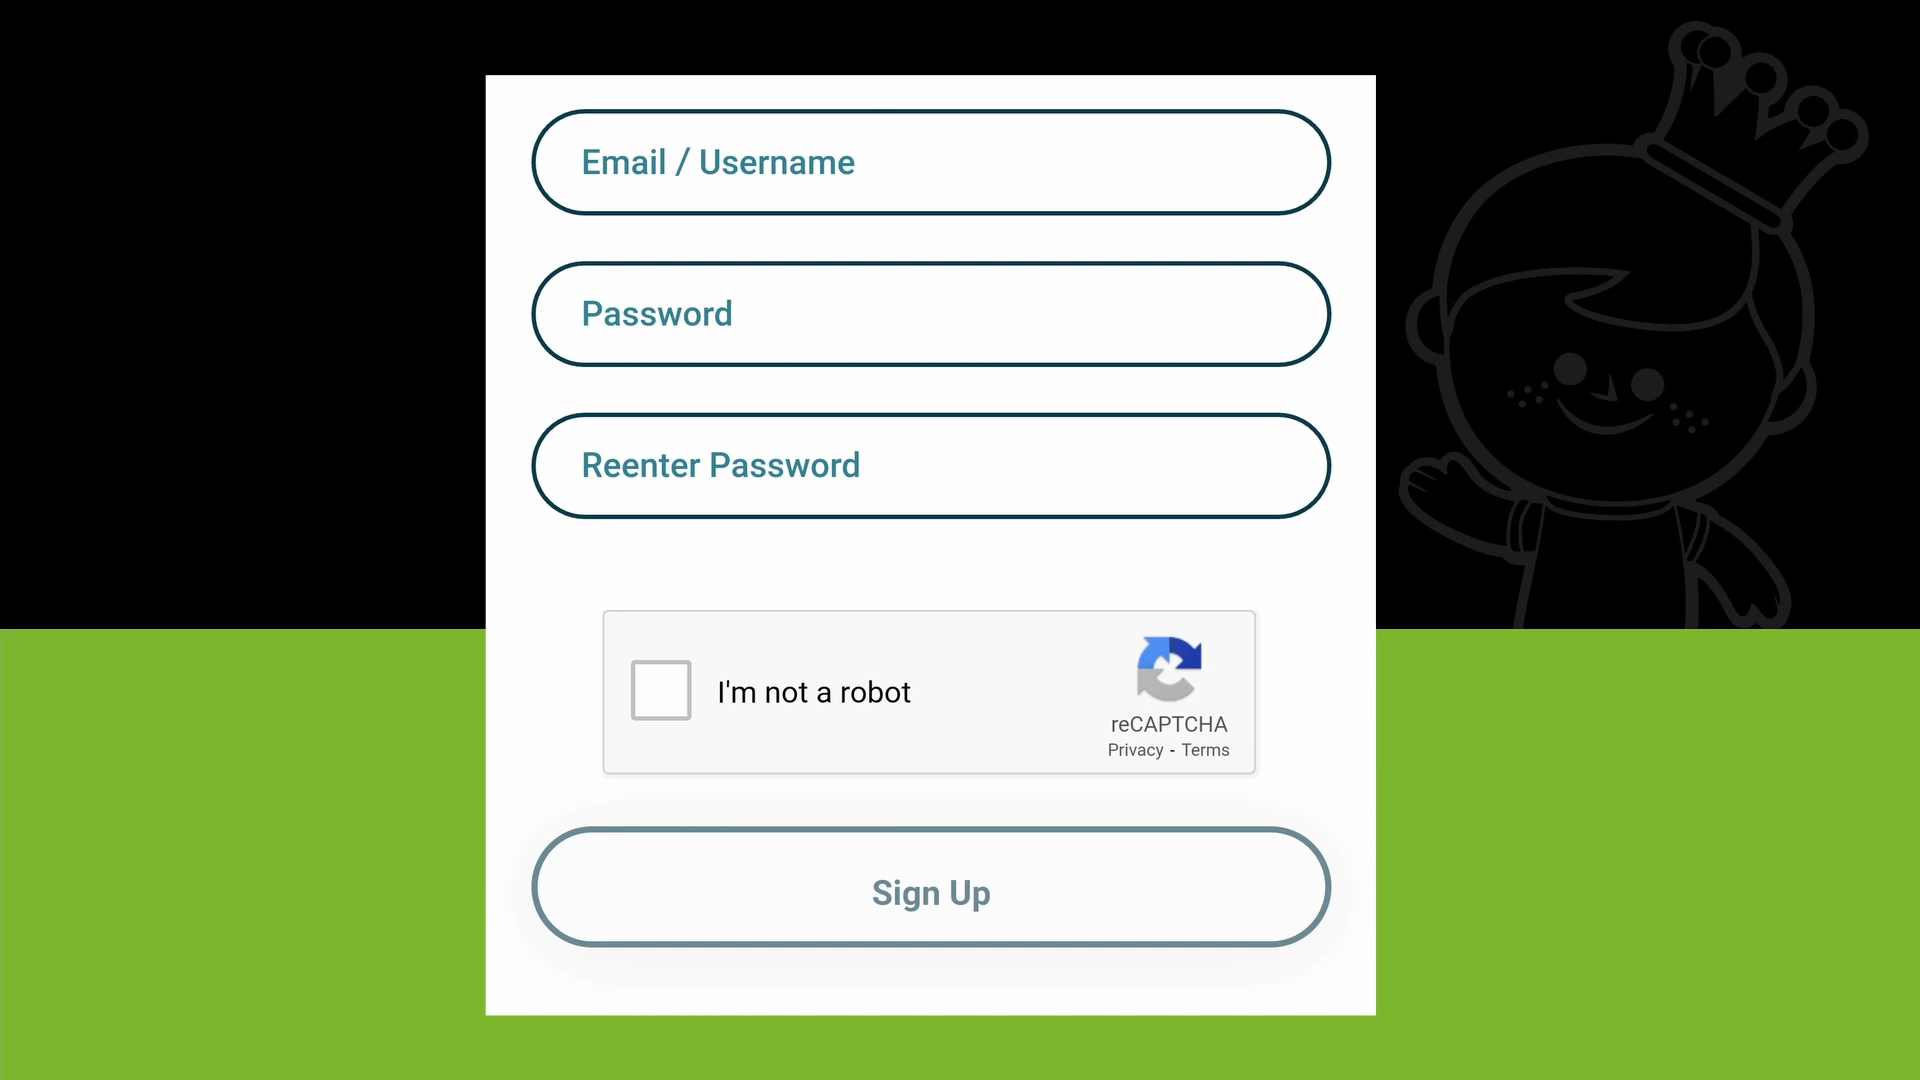 Email / Username
Password
Reenter Password
I'm not a robot
reCAPTCHA
Privacy - Terms
Sign Up